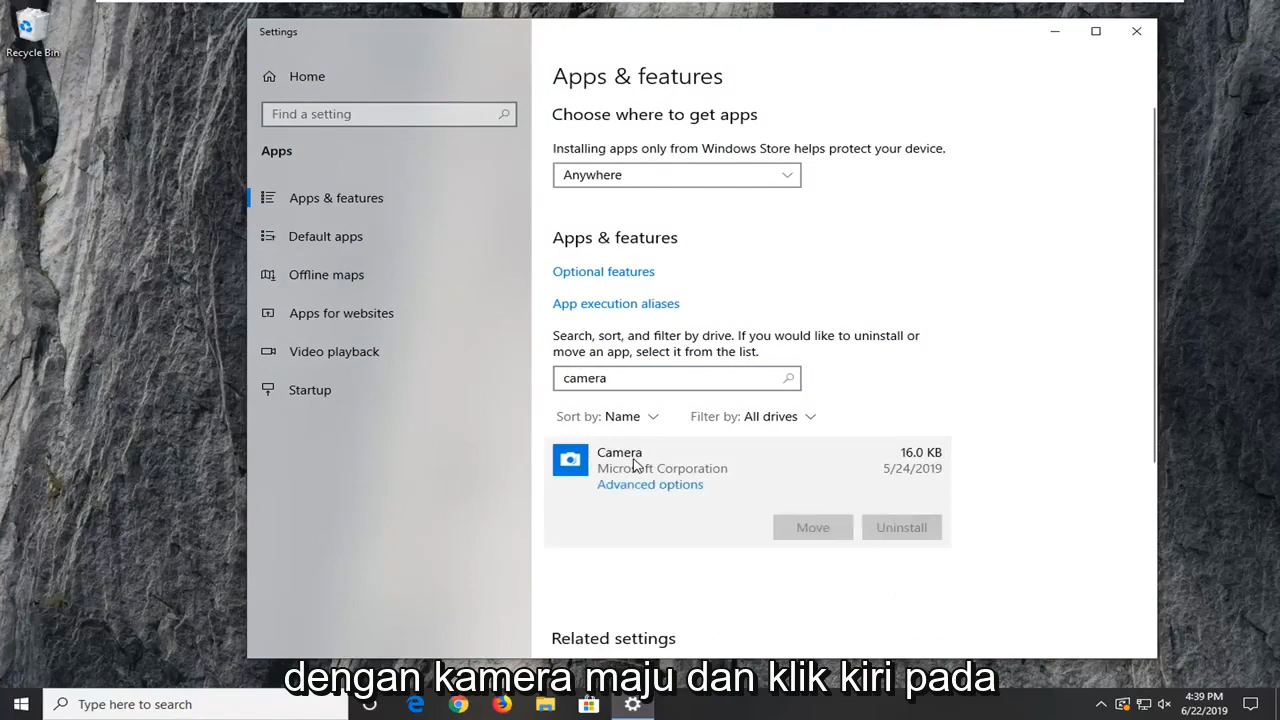 Recycle Bin
Settings
Home
Find a setting
Apps
Apps & features
Default apps
Offline maps
Apps for websites
Video playback
Startup
Apps & features
Choose where to get apps
Installing apps only from Windows Store helps protect your device.
Anywhere
Apps & features
Optional features
App execution aliases
Search, sort, and filter by drive. If you would like to uninstall or
move an app, select it from the list.
camera
Sort by: Name
Filter by: All drives
Camera
16.0 KB
Microsoft Corporation
5/24/2019
Advanced options
Move
Uninstall
Related settings
dengan kamera maju dan klik kiri pada
Type here to search
4:39 PM
6/22/2019